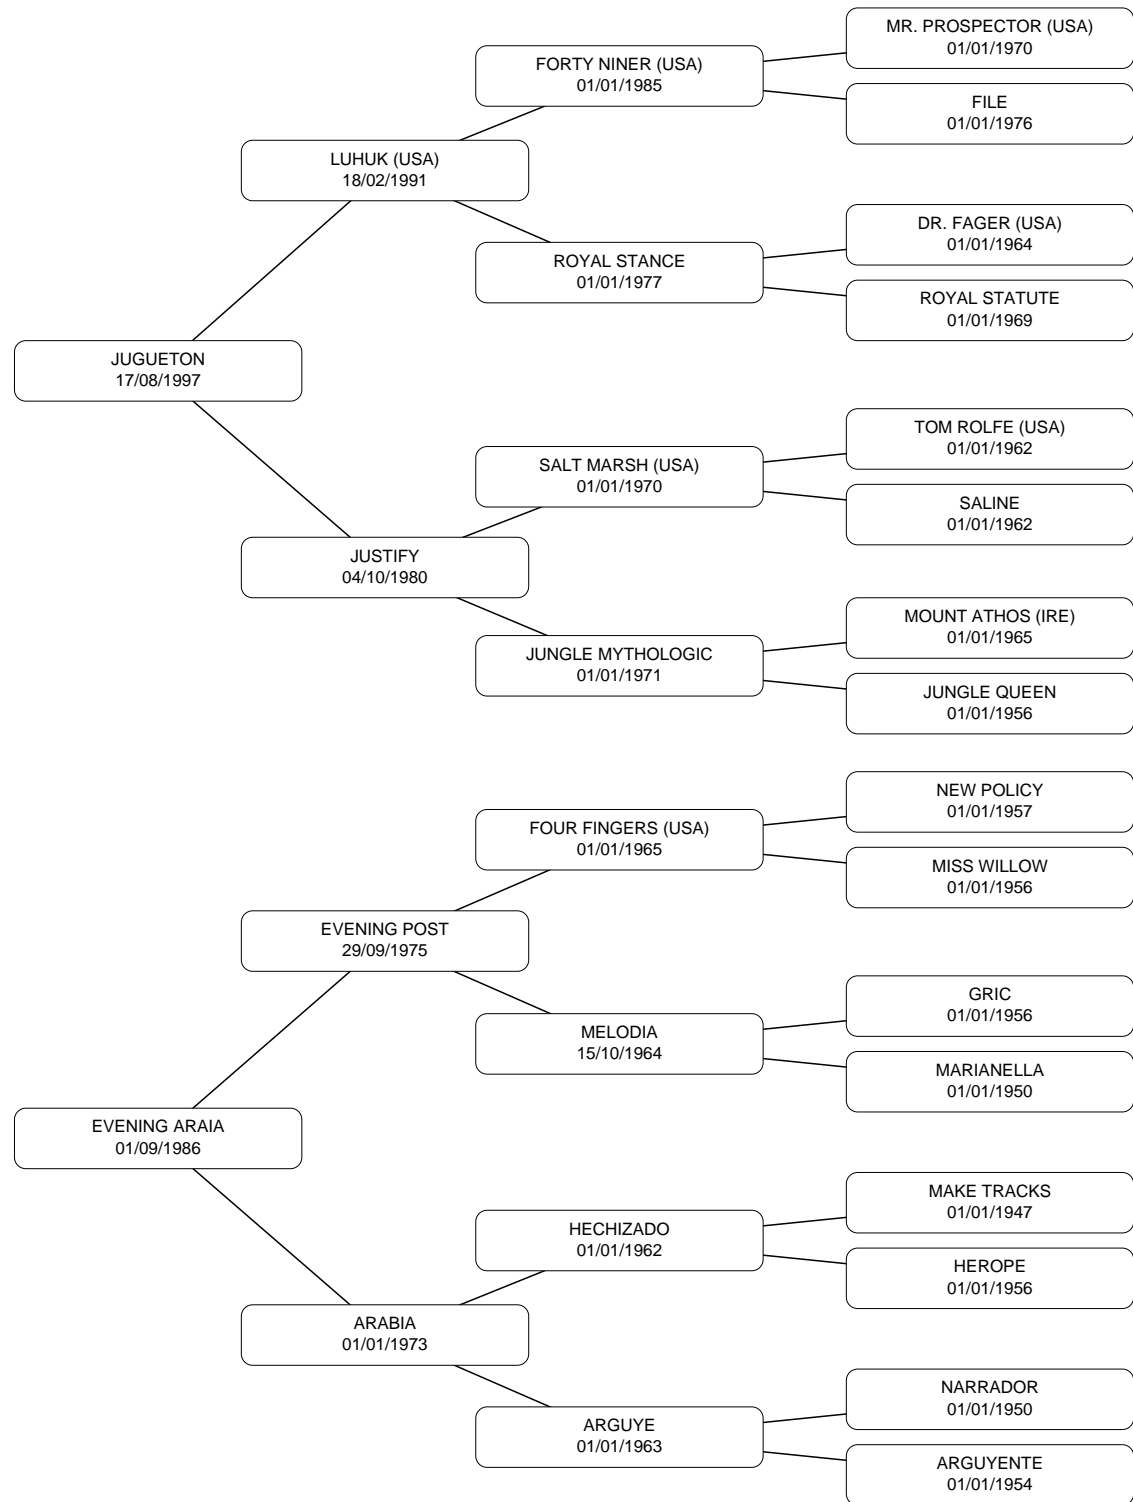 MR. PROSPECTOR (USA)
01/01/1970
FORTY NINER (USA)
01/01/1985
FILE
01/01/1976
LUHUK (USA)
18/02/1991
DR. FAGER (USA)
01/01/1964
ROYAL STANCE
01/01/1977
ROYAL STATUTE
01/01/1969
JUGUETON
17/08/1997
TOM ROLFE (USA)
01/01/1962
SALT MARSH (USA)
01/01/1970
SALINE
01/01/1962
JUSTIFY
04/10/1980
MOUNT ATHOS (IRE)
01/01/1965
JUNGLE MYTHOLOGIC
01/01/1971
JUNGLE QUEEN
01/01/1956
NEW POLICY
01/01/1957
FOUR FINGERS (USA)
01/01/1965
MISS WILLOW
01/01/1956
EVENING POST
29/09/1975
GRIC
01/01/1956
MELODIA
15/10/1964
MARIANELLA
01/01/1950
EVENING ARAIA
01/09/1986
MAKE TRACKS
01/01/1947
HECHIZADO
01/01/1962
HEROPE
01/01/1956
ARABIA
01/01/1973
NARRADOR
01/01/1950
ARGUYE
01/01/1963
ARGUYENTE
01/01/1954